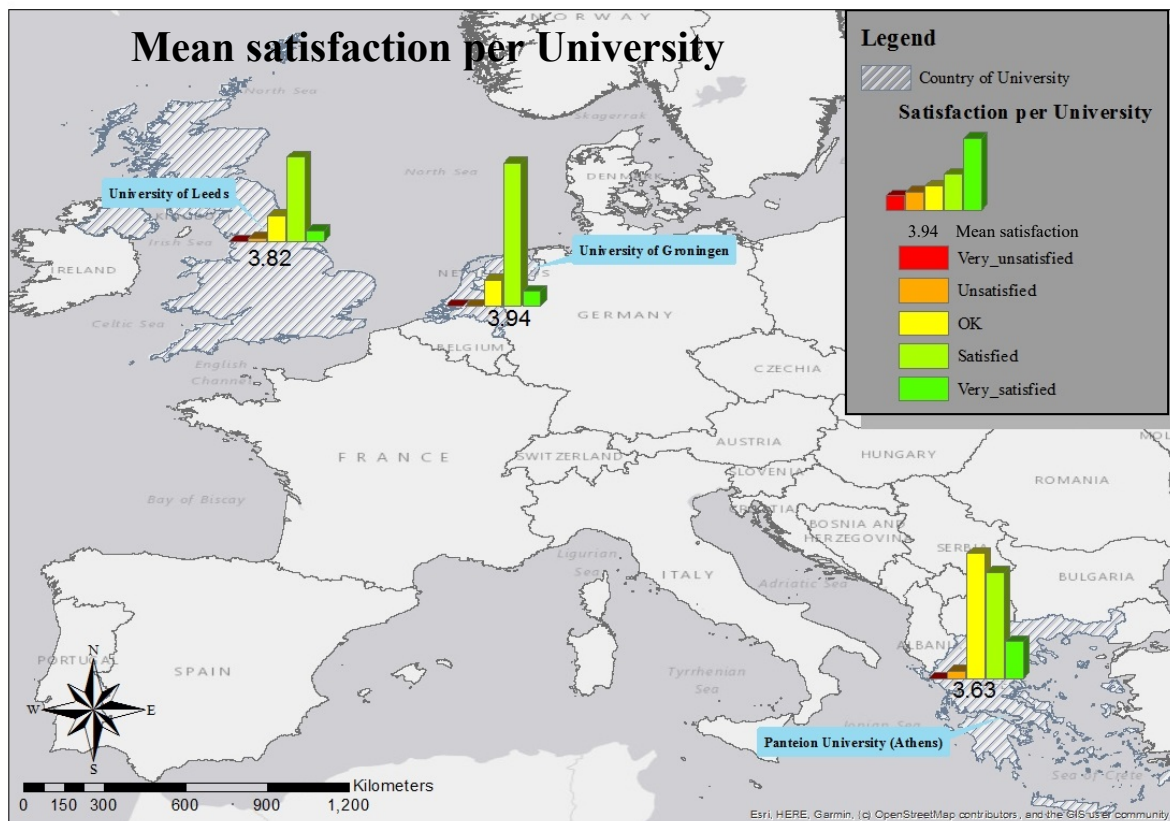 Mean satisfaction per University
Legend
Country of University
Satisfaction per University
3.94 Mean satisfaction
Very_unsatisfied
Unsatisfied
OK
Satisfied
Very_satisfied
NORWAY
North Sea
Skagerrak
North Sea
DENMARK
University of Leeds
Irish Sea
3.82
IRELAND
University of Groningen
3.94
Celtic Sea
GERMANY
BELGIUM
English
Channel
CZECHIA
FRANCE
SWITZERLAND
AUSTRIA
HUNGARY
SLOVENIA
ROMANIA
Bay of Biscay
BOSNIA AND
HERZEGOVINA
SERBIA
Ligurian
Sea
ITALY
Adriatic Sea
BULGARIA
PORTUGAL
SPAIN
Tyrrhenian
Sea
3.63
Ionian Sea
Panteion University (Athens)
Sea of Crete
N
W
E
S
Kilometers
0 150 300 600 900 1,200
Esri, HERE, Garmin, (c) OpenStreetMap contributors, and the GIS user community